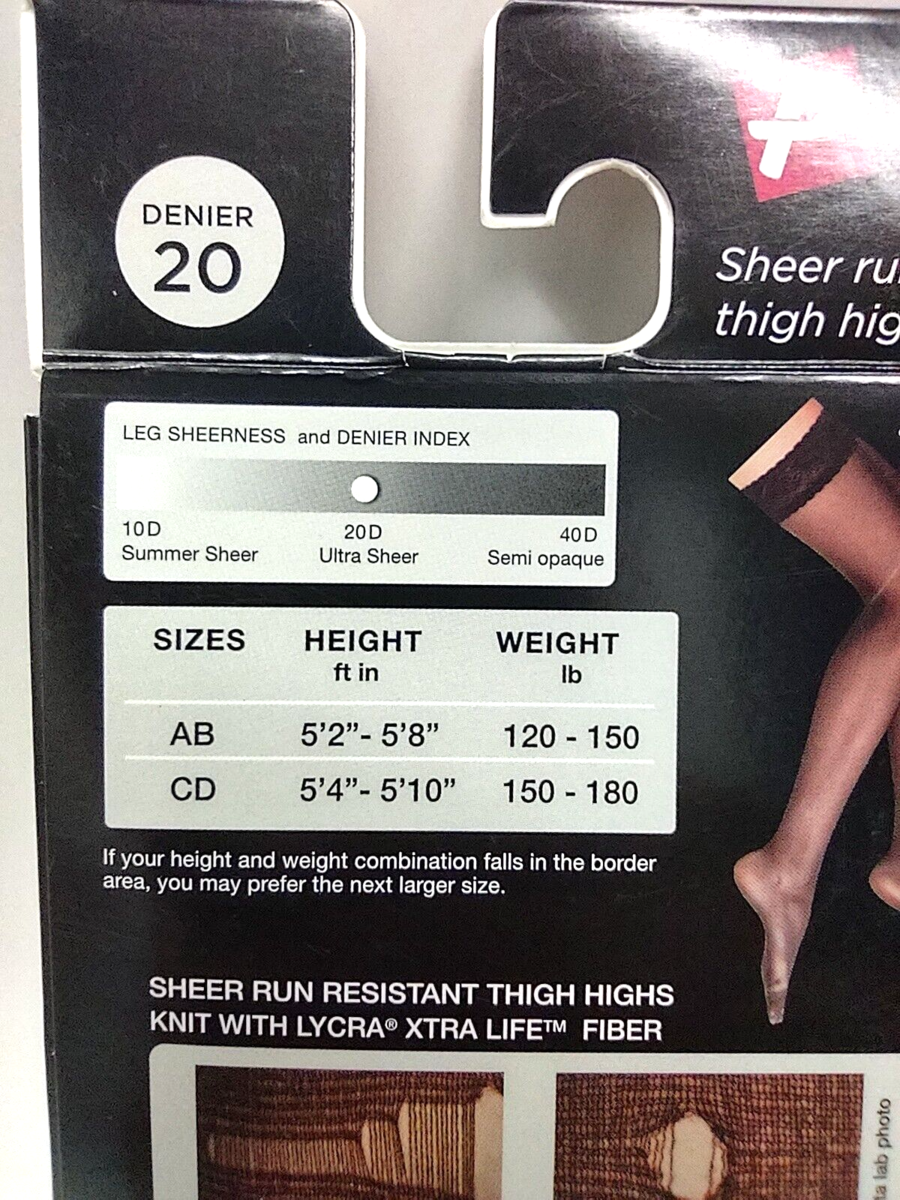 DENIER
20
Sheer ru
thigh hig
LEG SHEERNESS and DENIER INDEX
10D 20D 40D
Summer Sheer Ultra Sheer Semi opaque
SIZES HEIGHT WEIGHT
ft in lb
AB 5'2”- 5'8” 120 - 150
CD 5'4”- 5'10” 150 - 180
If your height and weight combination falls in the border
area, you may prefer the next larger size.
SHEER RUN RESISTANT THIGH HIGHS
KNIT WITH LYCRA® XTRA LIFE™ FIBER
a lab photo